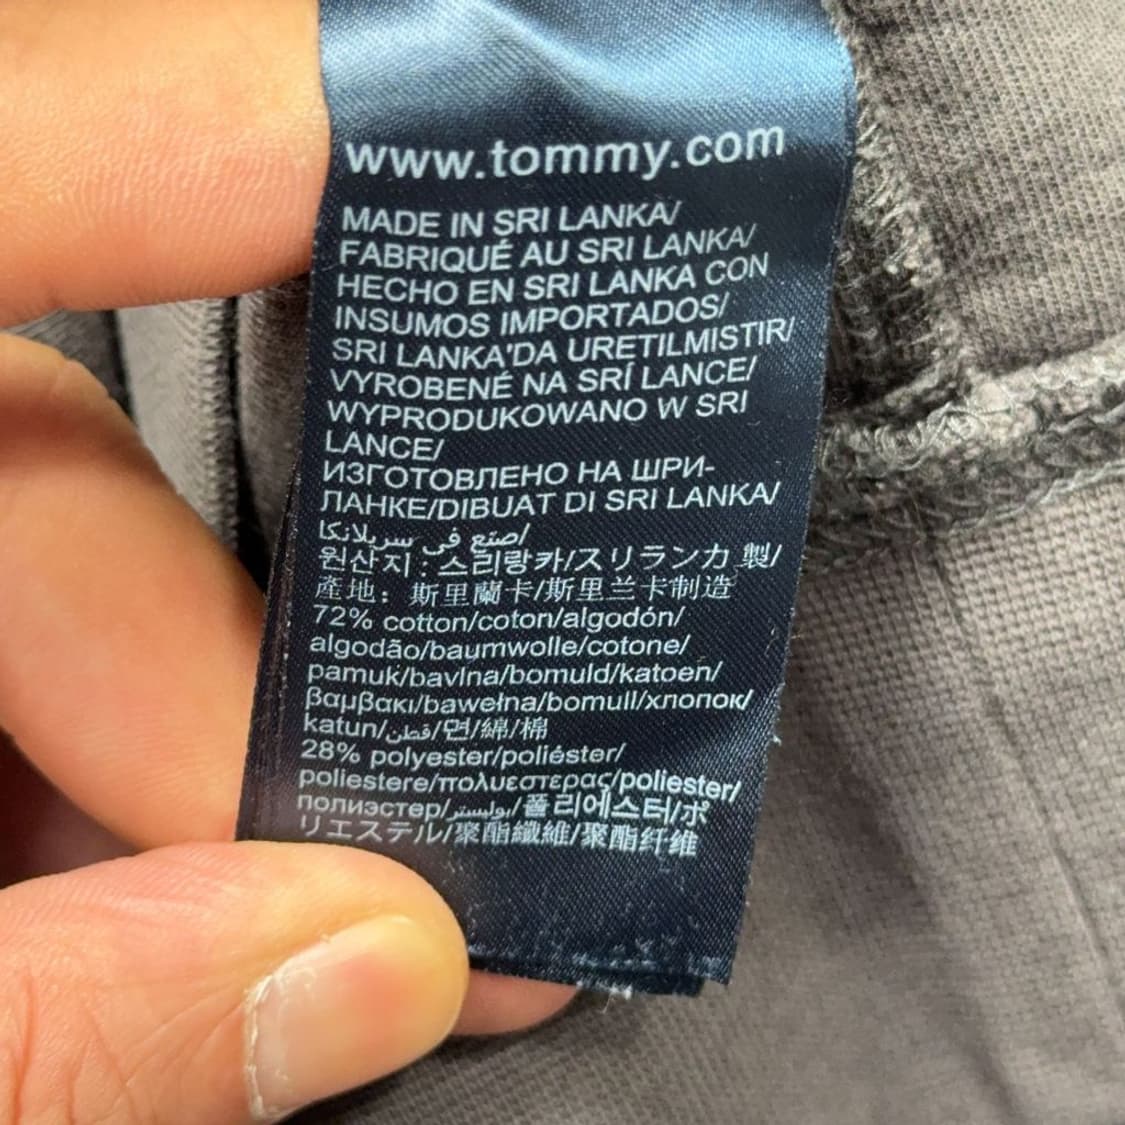 www.tommy.com
MADE IN SRI LANKA/
FABRIQUÉ AU SRI LANKA/
HECHO EN SRI LANKA CON
INSUMOS IMPORTADOS/
SRI LANKA'DA URETILMISTIR/
VYROBENÉ NA SRÍ LANCE/
WYPRODUKOWANO W SRI
LANCE/
ИЗГОТОВЛЕНО НА ШРИ-
ЛАНКЕ/DIBUAT DI SRI LANKA/
صنع في سريلانكا/
원산지 : 스리랑카/スリランカ 製/
產地： 斯里蘭卡/斯里兰卡制造
72% cotton/coton/algodón/
algodão/baumwolle/cotone/
pamuk/bavlna/bomuld/katoen/
βαμβακι/bawełna/bomull/хлопок/
katun/قطن/면/綿/棉
28% polyester/poliéster/
poliestere/πολυεστερας/poliester/
полиэстер/بوليستر/폴리에스터/ポ
リエステル/聚酯纖維/聚酯纤维